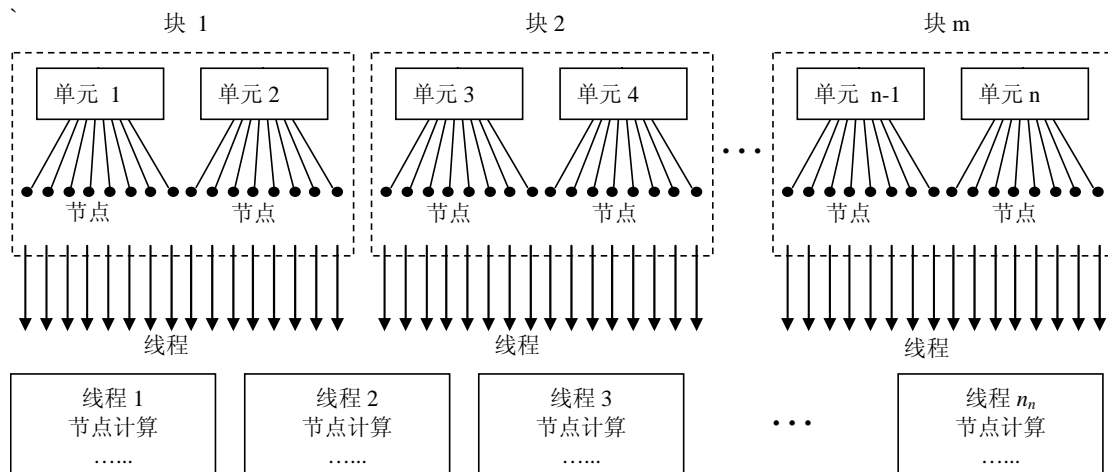 `
块 1 块 2 块 m
单元 1 单元 2 单元 3 单元 4 单元 n-1 单元 n
···
节点 节点 节点 节点 节点 节点
线程 线程 线程
线程 1 线程 2 线程 3 线程 nₙ
节点计算 节点计算 节点计算 ··· 节点计算
…... …... …... …...